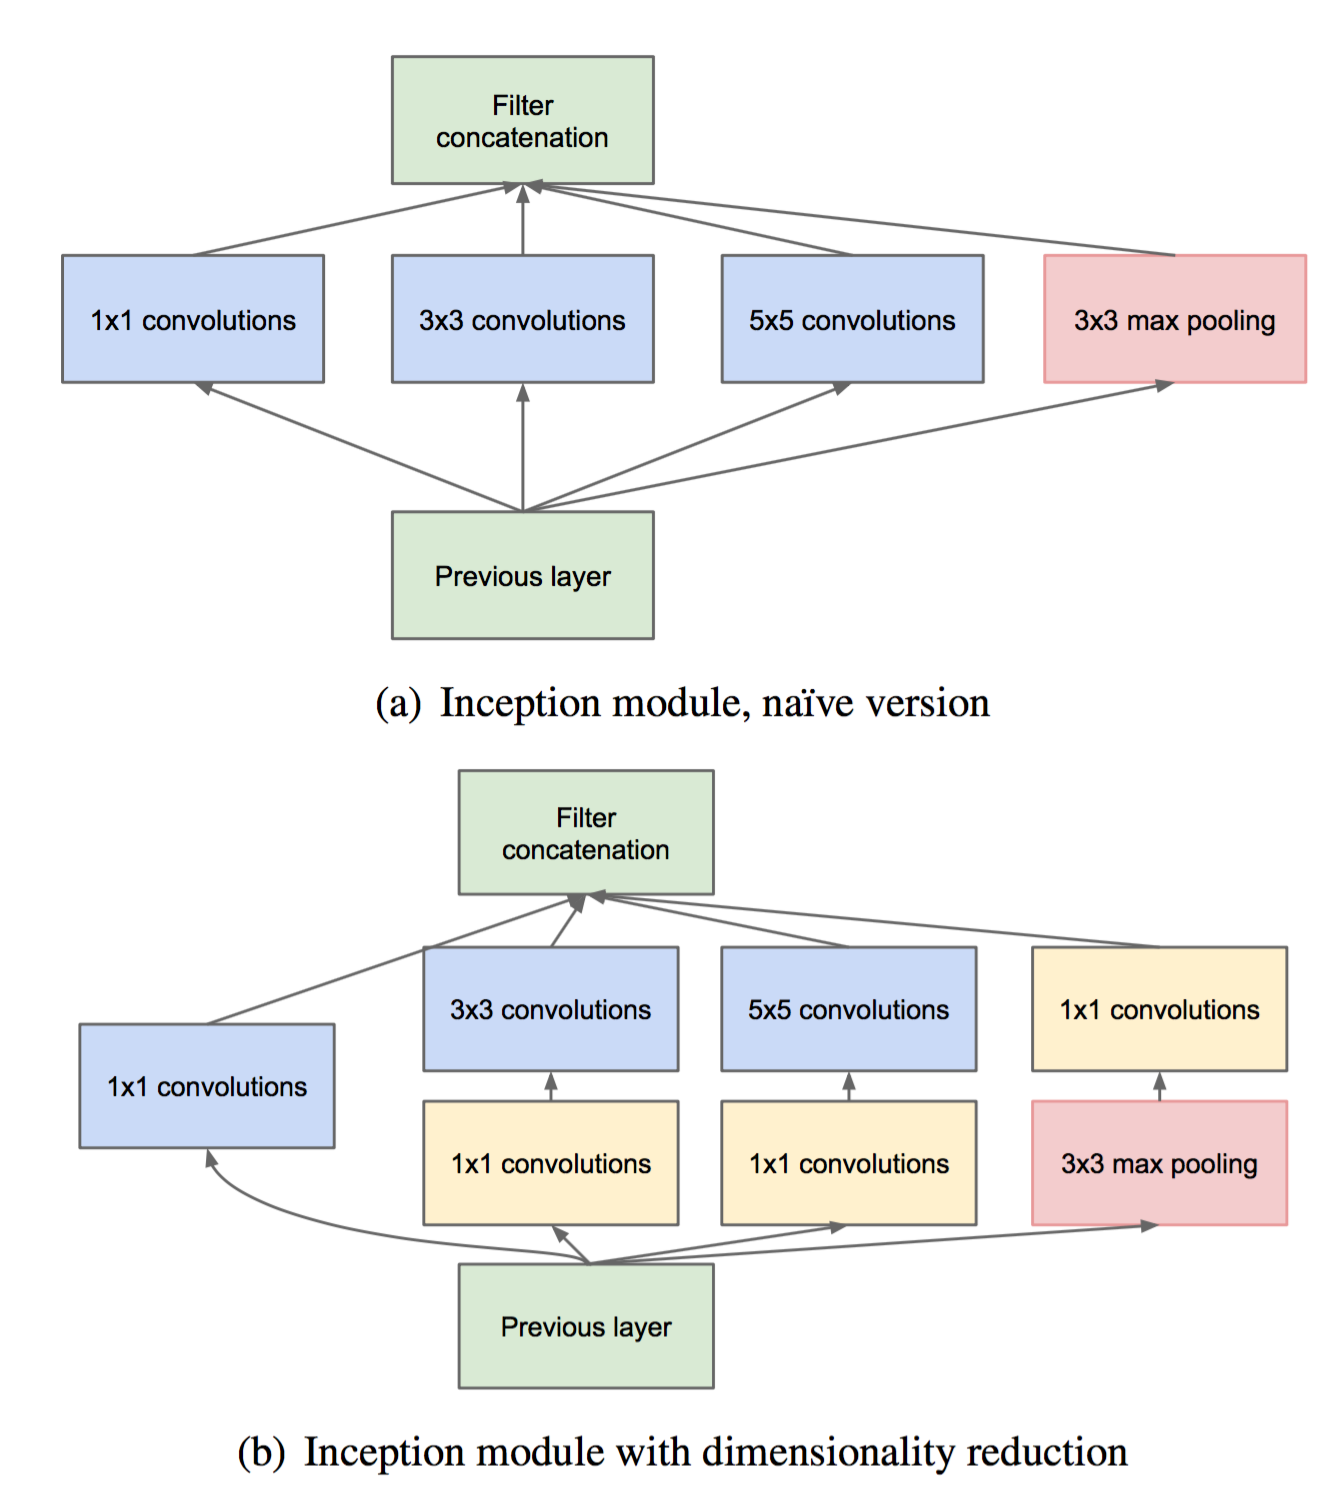 Filter
concatenation
1x1 convolutions
3x3 convolutions
5x5 convolutions
3x3 max pooling
Previous layer
(a) Inception module, naïve version
Filter
concatenation
3x3 convolutions
5x5 convolutions
1x1 convolutions
1x1 convolutions
1x1 convolutions
1x1 convolutions
3x3 max pooling
Previous layer
(b) Inception module with dimensionality reduction